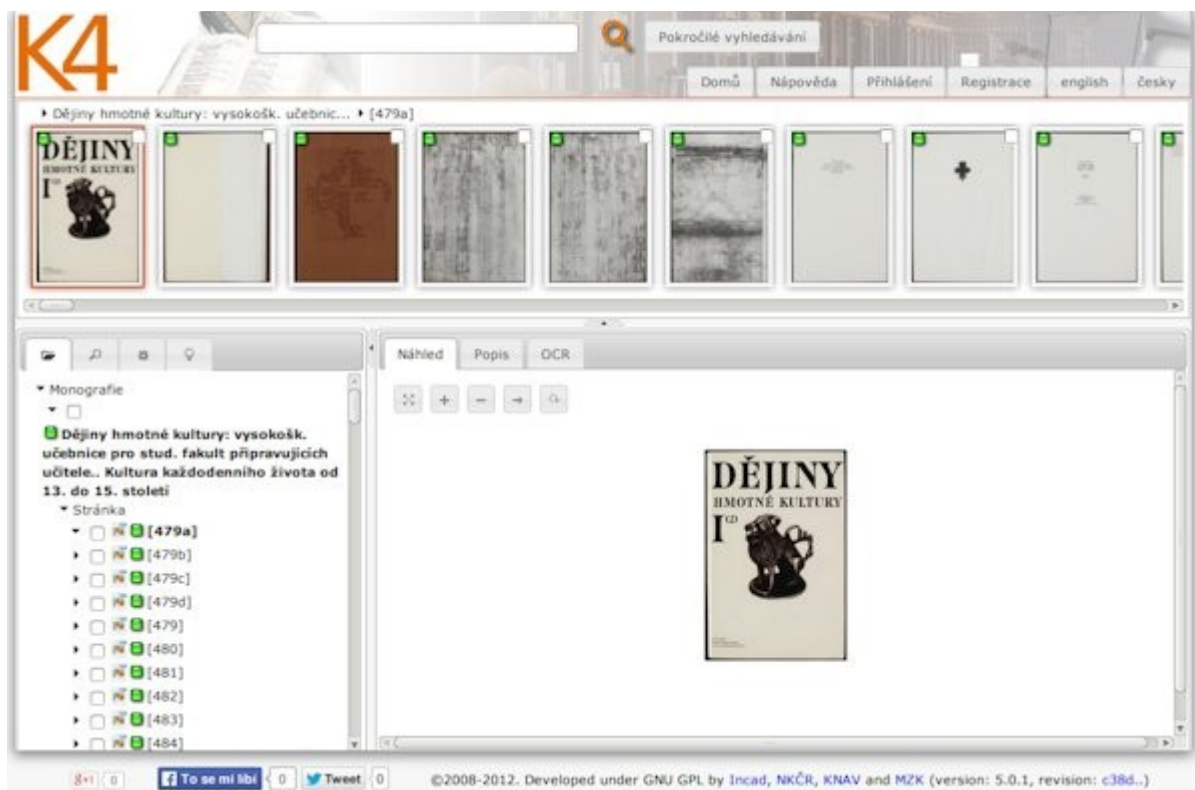 K4
Pokročilé vyhledávání
Domů
Nápověda
Přihlášení
Registrace
english
česky
Dějiny hmotné kultury: vysokošk. učebnic... [479a]
DĚJINY
HMOTNÉ KULTURY
I
Náhled
Popis
OCR
Monografie
Dějiny hmotné kultury: vysokošk.
učebnice pro stud. fakult připravujících
učitele.. Kultura každodenního života od
13. do 15. století
Stránka
[479a]
[479b]
[479c]
[479d]
[479]
[480]
[481]
[482]
[483]
[484]
DĚJINY
HMOTNÉ KULTURY
I
g+1 0
f To se mi líbí 0
Tweet 0
©2008-2012. Developed under GNU GPL by Incad, NKČR, KNAV and MZK (version: 5.0.1, revision: c38d..)